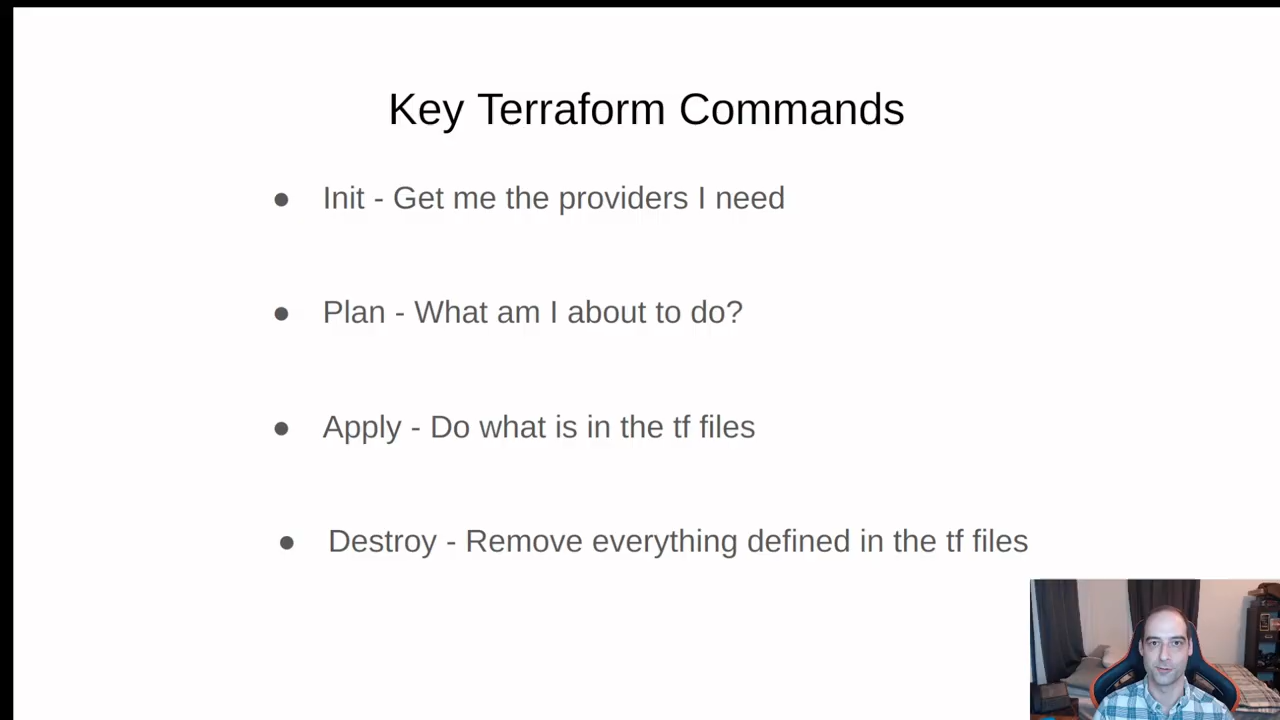 Key Terraform Commands
● Init - Get me the providers I need
● Plan - What am I about to do?
● Apply - Do what is in the tf files
● Destroy - Remove everything defined in the tf files